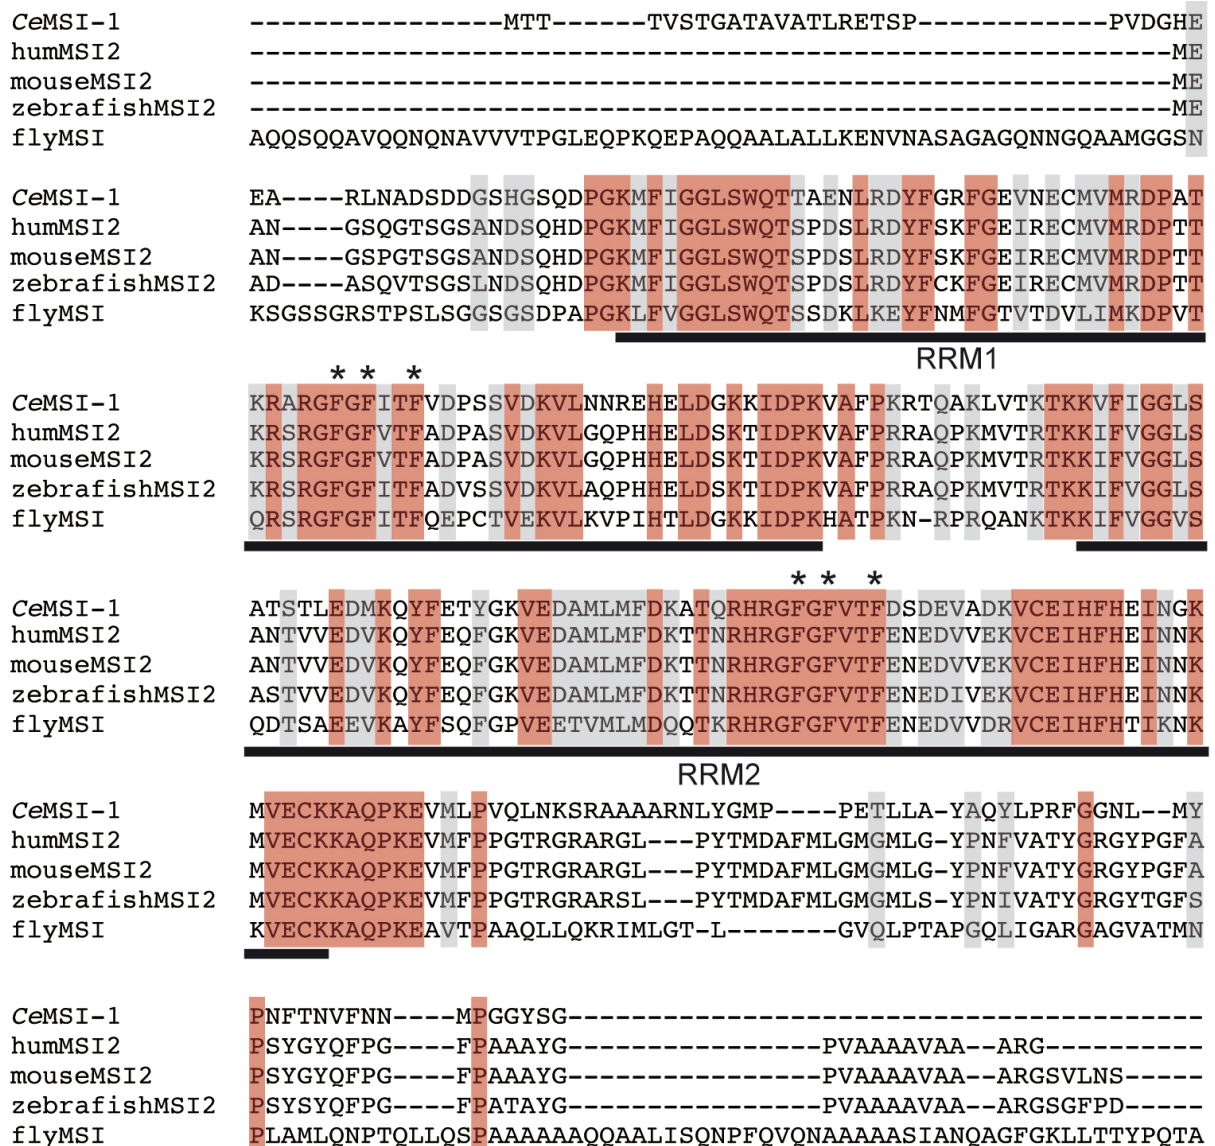 CeMSI-1 ----------------MTT------TVSTGATAVATLRETSP------------PVDGHE
humMSI2 -----------------------------------------------------------ME
mouseMSI2 -----------------------------------------------------------ME
zebrafishMSI2 -----------------------------------------------------------ME
flyMSI AQQSQQAVQQNQNAVVVTPGLEQPKQEPAQQAALALLKENVNASAGAGQNNGQAAMGGSN
CeMSI-1 EA----RLNADSDDGSHGSQDPGKMFIGGLSWQTTAENLRDYFGRFGEVNECMVMRDPAT
humMSI2 AN----GSQGTSGSANDSQHDPGKMFIGGLSWQTSPDSLRDYFSKFGEIRECMVMRDPTT
mouseMSI2 AN----GSPGTSGSANDSQHDPGKMFIGGLSWQTSPDSLRDYFSKFGEIRECMVMRDPTT
zebrafishMSI2 AD----ASQVTSGSLNDSQHDPGKMFIGGLSWQTSPDSLRDYFCKFGEIRECMVMRDPTT
flyMSI KSGSSGRSTPSLSGGSGSDPAPGKLFVGGLSWQTSSDKLKEYFNMFGTVTDVLIMKDPVT
RRM1
* * *
CeMSI-1 KRARGFGFITFVDPSSVDKVLNNREHELDGKKIDPKVAFPKRTQAKLVTKTKKVFIGGLS
humMSI2 KRSRGFGFVTFADPASVDKVLGQPHHELDSKTIDPKVAFPRRAQPKMVTRTKKIFVGGLS
mouseMSI2 KRSRGFGFVTFADPASVDKVLGQPHHELDSKTIDPKVAFPRRAQPKMVTRTKKIFVGGLS
zebrafishMSI2 KRSRGFGFITFADVSSVDKVLAQPHHELDSKTIDPKVAFPRRAQPKMVTRTKKIFVGGLS
flyMSI QRSRGFGFITFQEPCTVEKVLKVPIHTLDGKKIDPKHATPKN-RPRQANKTKKIFVGGVS
* * *
CeMSI-1 ATSTLEDMKQYFETYGKVEDAMLMFDKATQRHRGFGFVTFDSDEVADKVCEIHFHEINGK
humMSI2 ANTVVEDVKQYFEQFGKVEDAMLMFDKTTNRHRGFGFVTFENEDVVEKVCEIHFHEINNK
mouseMSI2 ANTVVEDVKQYFEQFGKVEDAMLMFDKTTNRHRGFGFVTFENEDVVEKVCEIHFHEINNK
zebrafishMSI2 ASTVVEDVKQYFEQFGKVEDAMLMFDKTTNRHRGFGFVTFENEDIVEKVCEIHFHEINNK
flyMSI QDTSAEEVKAYFSQFGPVEETVMLMDQQTKRHRGFGFVTFENEDVVDRVCEIHFHTIKNK
RRM2
CeMSI-1 MVECKKAQPKEVMLPVQLNKSRAAAARNLYGMP----PETLLA-YAQYLPRFGGNL--MY
humMSI2 MVECKKAQPKEVMFPPGTRGRARGL---PYTMDAFMLGMGMLG-YPNFVATYGRGYPGFA
mouseMSI2 MVECKKAQPKEVMFPPGTRGRARGL---PYTMDAFMLGMGMLG-YPNFVATYGRGYPGFA
zebrafishMSI2 MVECKKAQPKEVMFPPGTRGRARSL---PYTMDAFMLGMGMLS-YPNIVATYGRGYTGFS
flyMSI KVECKKAQPKEAVTPAAQLLQKRIMLGT-L-------GVQLPTAPGQLIGARGAGVATMN
CeMSI-1 PNFTNVFNN----MPGGYSG----------------------------------------
humMSI2 PSYGYQFPG----FPAAAYG----------------PVAAAAVAA--ARG----------
mouseMSI2 PSYGYQFPG----FPAAAYG----------------PVAAAAVAA--ARGSVLNS-----
zebrafishMSI2 PSYSYQFPG----FPATAYG----------------PVAAAAVAA--ARGSGFPD-----
flyMSI PLAMLQNPTQLLQSPAAAAAAQQAALISQNPFQVQNAAAAASIANQAGFGKLLTTYPQTA